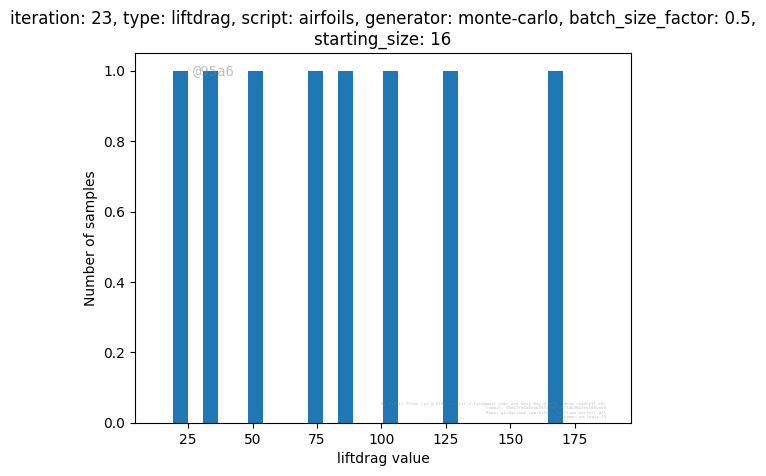 iteration: 23, type: liftdrag, script: airfoils, generator: monte-carlo, batch_size_factor: 0.5,
starting_size: 16
@95a6
1.0
0.8
0.6
0.4
0.2
0.0
Number of samples
25 50 75 100 125 150 175
liftdrag value